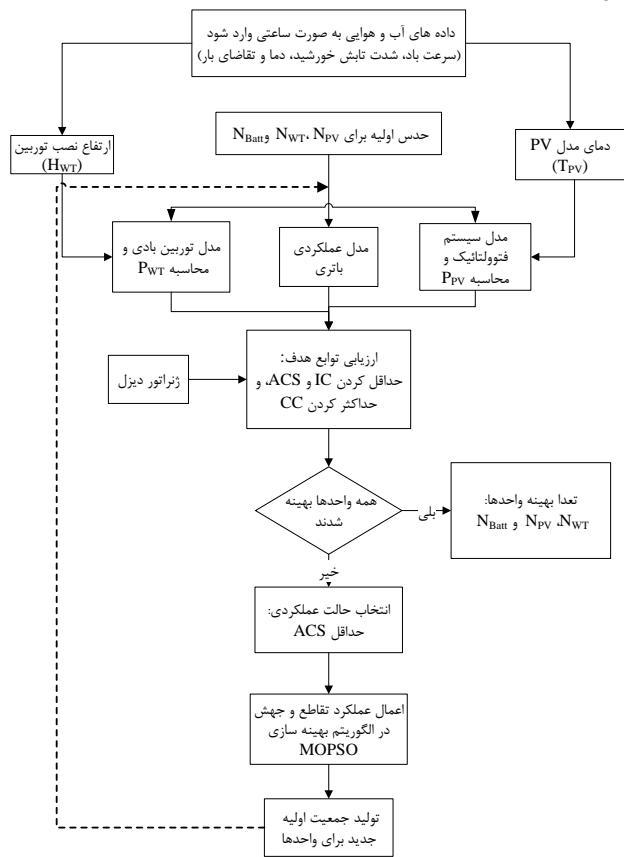 داده های آب و هوایی به صورت ساعتی وارد شود
(سرعت باد، شدت تابش خورشید، دما و تقاضای بار)
ارتفاع نصب توربین
(HWT)
حدس اولیه برای NWT، NPV وNBatt
دمای مدل PV
(TPV)
مدل توربین بادی و
محاسبه PWT
مدل عملکردی
باتری
مدل سیستم
فتوولتائیک و
محاسبه PPV
ژنراتور دیزل
ارزیابی توابع هدف:
حداقل کردن IC و ACS، و
حداکثر کردن CC
همه واحدها بهینه
شدند
بلی
تعدا بهینه واحدها:
NPV ،NWT و NBatt
خیر
انتخاب حالت عملکردی:
حداقل ACS
اعمال عملکرد تقاطع و جهش
در الگوریتم بهینه سازی
MOPSO
تولید جمعیت اولیه
جدید برای واحدها